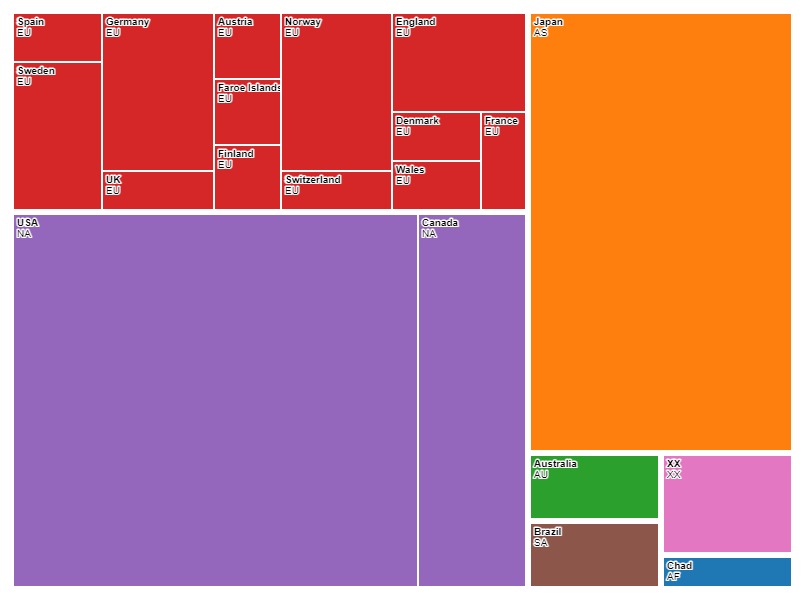 Spain
EU
Sweden
EU
Germany
EU
UK
EU
Austria
EU
Faroe Islands
EU
Finland
EU
Norway
EU
Switzerland
EU
England
EU
Denmark
EU
Wales
EU
France
EU
USA
NA
Canada
NA
Japan
AS
Australia
AU
Brazil
SA
XX
XX
Chad
AF